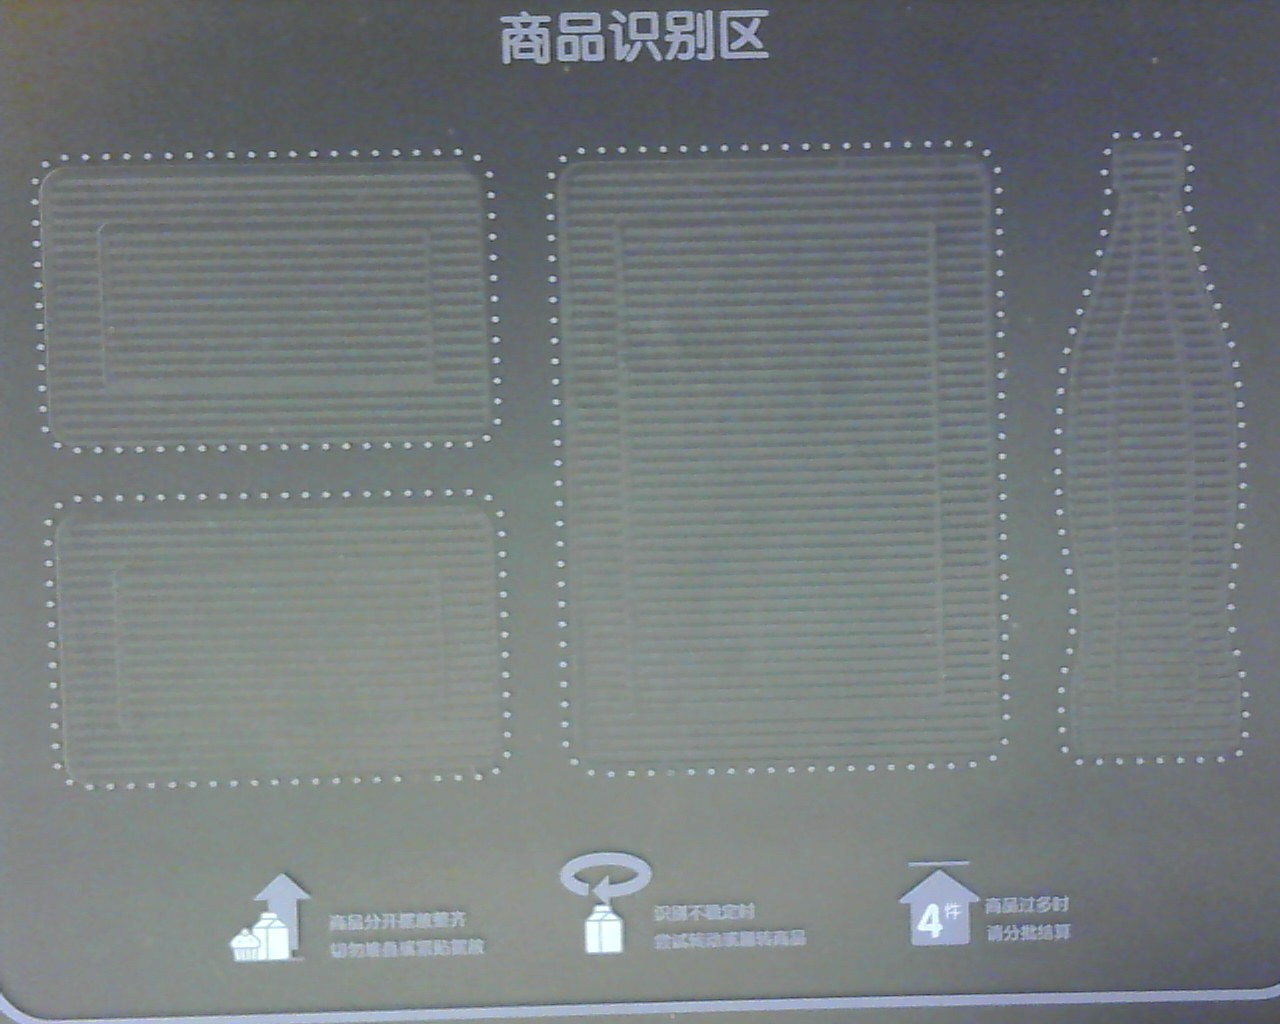 商品识别区
商品分开摆放整齐
切勿堆叠或紧贴摆放
识别不稳定时
尝试转动或翻转商品
4件
商品过多时
请分批结算